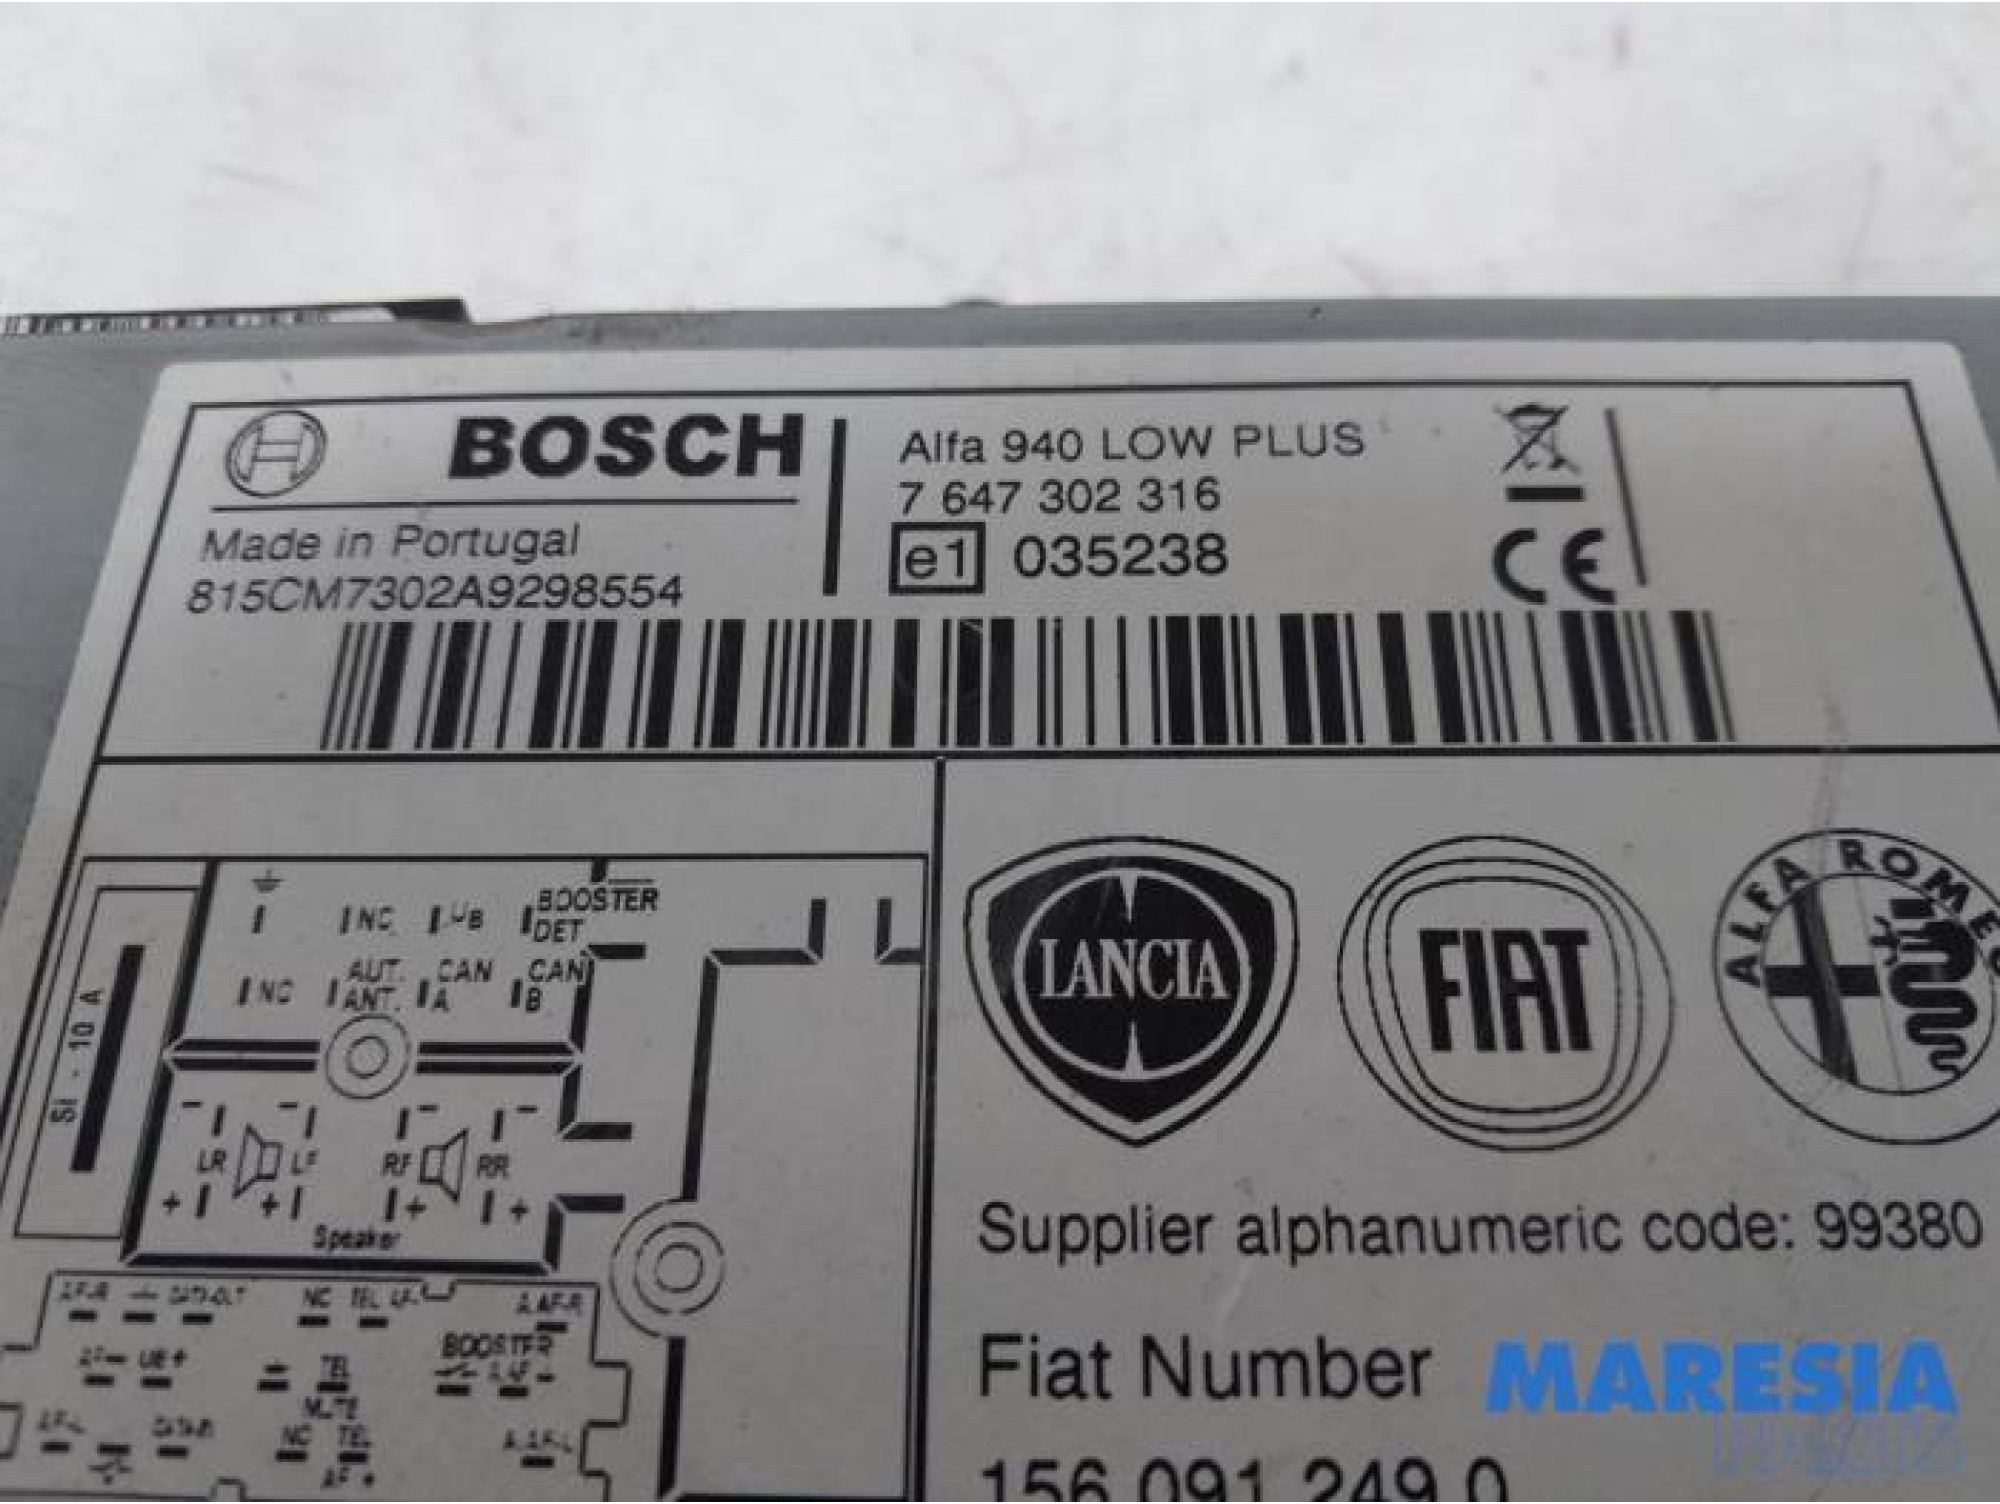 BOSCH
Made in Portugal
815CM7302A9298554
Alfa 940 LOW PLUS
7 647 302 316
e1 035238
CE
BOOSTER
NC UB DET
AUT. CAN CAN
NC ANT. A B
SI - 10 A
- - - -
LR LF RF RR
+ + + +
Speaker
NC TEL
BOOSTER
TEL
MUTE
NC TEL
LANCIA
FIAT
ALFA ROMEO
Supplier alphanumeric code: 99380
Fiat Number
156 091 249 0
MARESIA